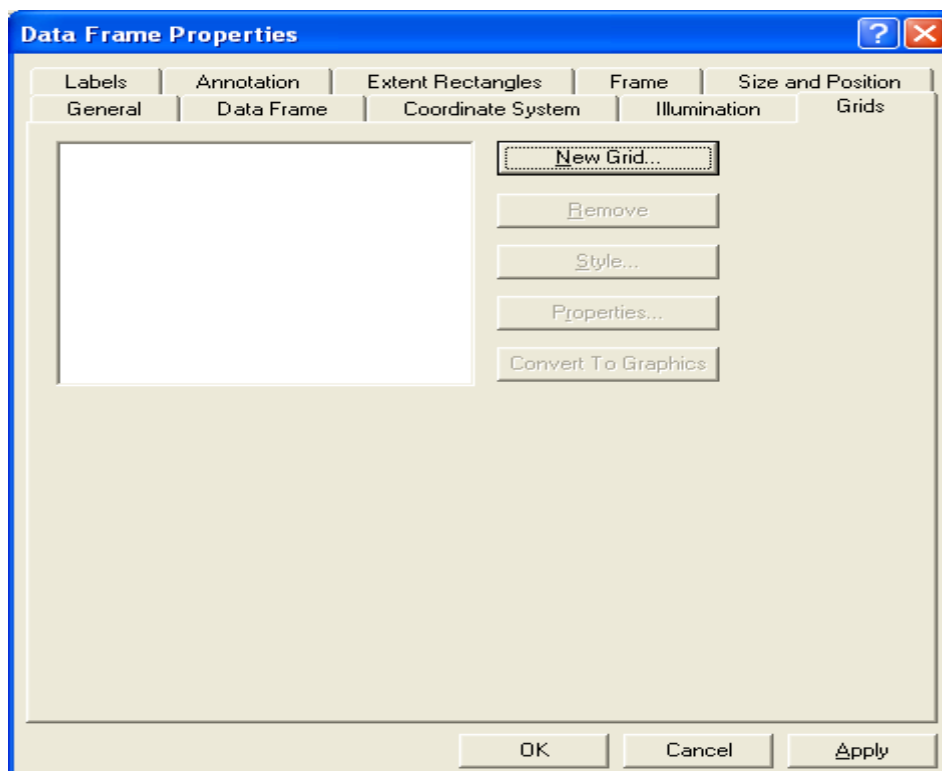 Data Frame Properties
Labels Annotation Extent Rectangles Frame Size and Position
General Data Frame Coordinate System Illumination Grids
New Grid...
Remove
Style...
Properties...
Convert To Graphics
OK Cancel Apply